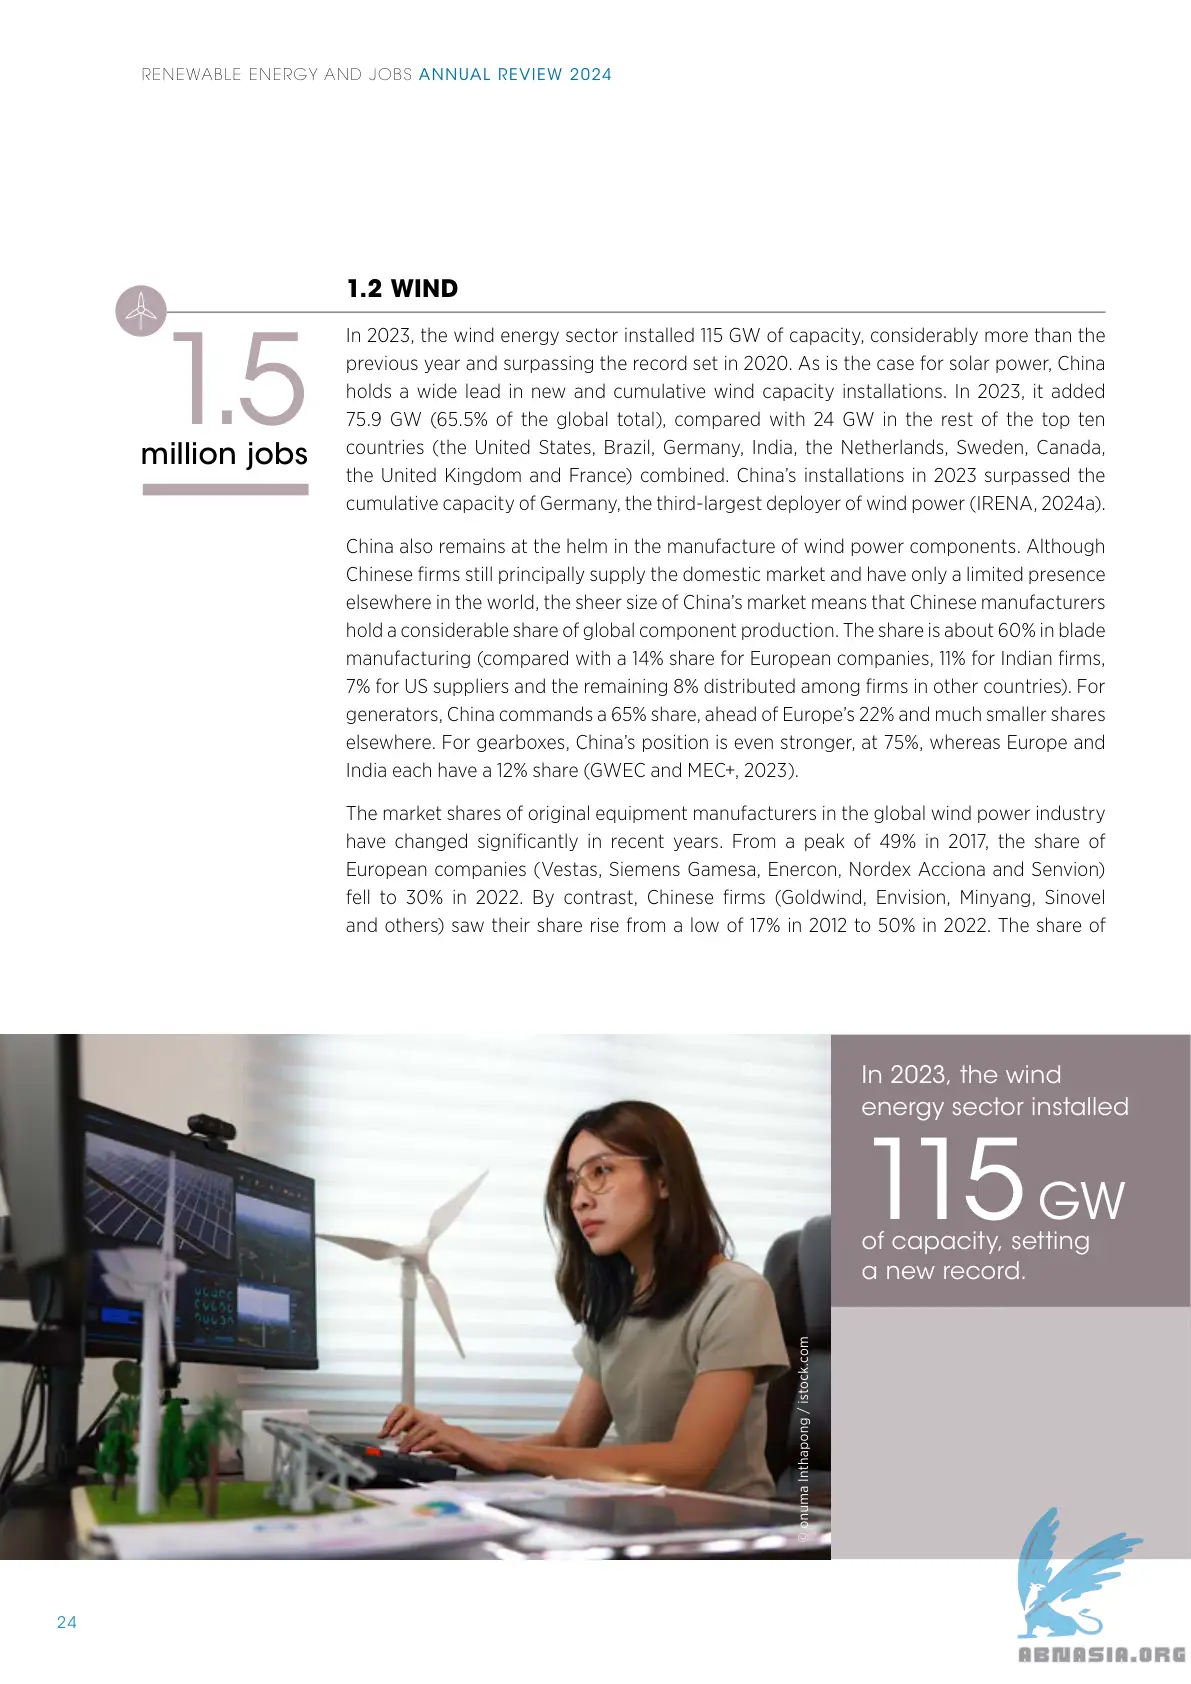 RENEWABLE ENERGY AND JOBS ANNUAL REVIEW 2024
1.5
million jobs
1.2 WIND
In 2023, the wind energy sector installed 115 GW of capacity, considerably more than the
previous year and surpassing the record set in 2020. As is the case for solar power, China
holds a wide lead in new and cumulative wind capacity installations. In 2023, it added
75.9 GW (65.5% of the global total), compared with 24 GW in the rest of the top ten
countries (the United States, Brazil, Germany, India, the Netherlands, Sweden, Canada,
the United Kingdom and France) combined. China’s installations in 2023 surpassed the
cumulative capacity of Germany, the third-largest deployer of wind power (IRENA, 2024a).
China also remains at the helm in the manufacture of wind power components. Although
Chinese firms still principally supply the domestic market and have only a limited presence
elsewhere in the world, the sheer size of China’s market means that Chinese manufacturers
hold a considerable share of global component production. The share is about 60% in blade
manufacturing (compared with a 14% share for European companies, 11% for Indian firms,
7% for US suppliers and the remaining 8% distributed among firms in other countries). For
generators, China commands a 65% share, ahead of Europe’s 22% and much smaller shares
elsewhere. For gearboxes, China’s position is even stronger, at 75%, whereas Europe and
India each have a 12% share (GWEC and MEC+, 2023).
The market shares of original equipment manufacturers in the global wind power industry
have changed significantly in recent years. From a peak of 49% in 2017, the share of
European companies (Vestas, Siemens Gamesa, Enercon, Nordex Acciona and Senvion)
fell to 30% in 2022. By contrast, Chinese firms (Goldwind, Envision, Minyang, Sinovel
and others) saw their share rise from a low of 17% in 2012 to 50% in 2022. The share of
In 2023, the wind
energy sector installed
115 GW
of capacity, setting
a new record.
© onuma Inthapong / istock.com
24
ABNASIA.ORG